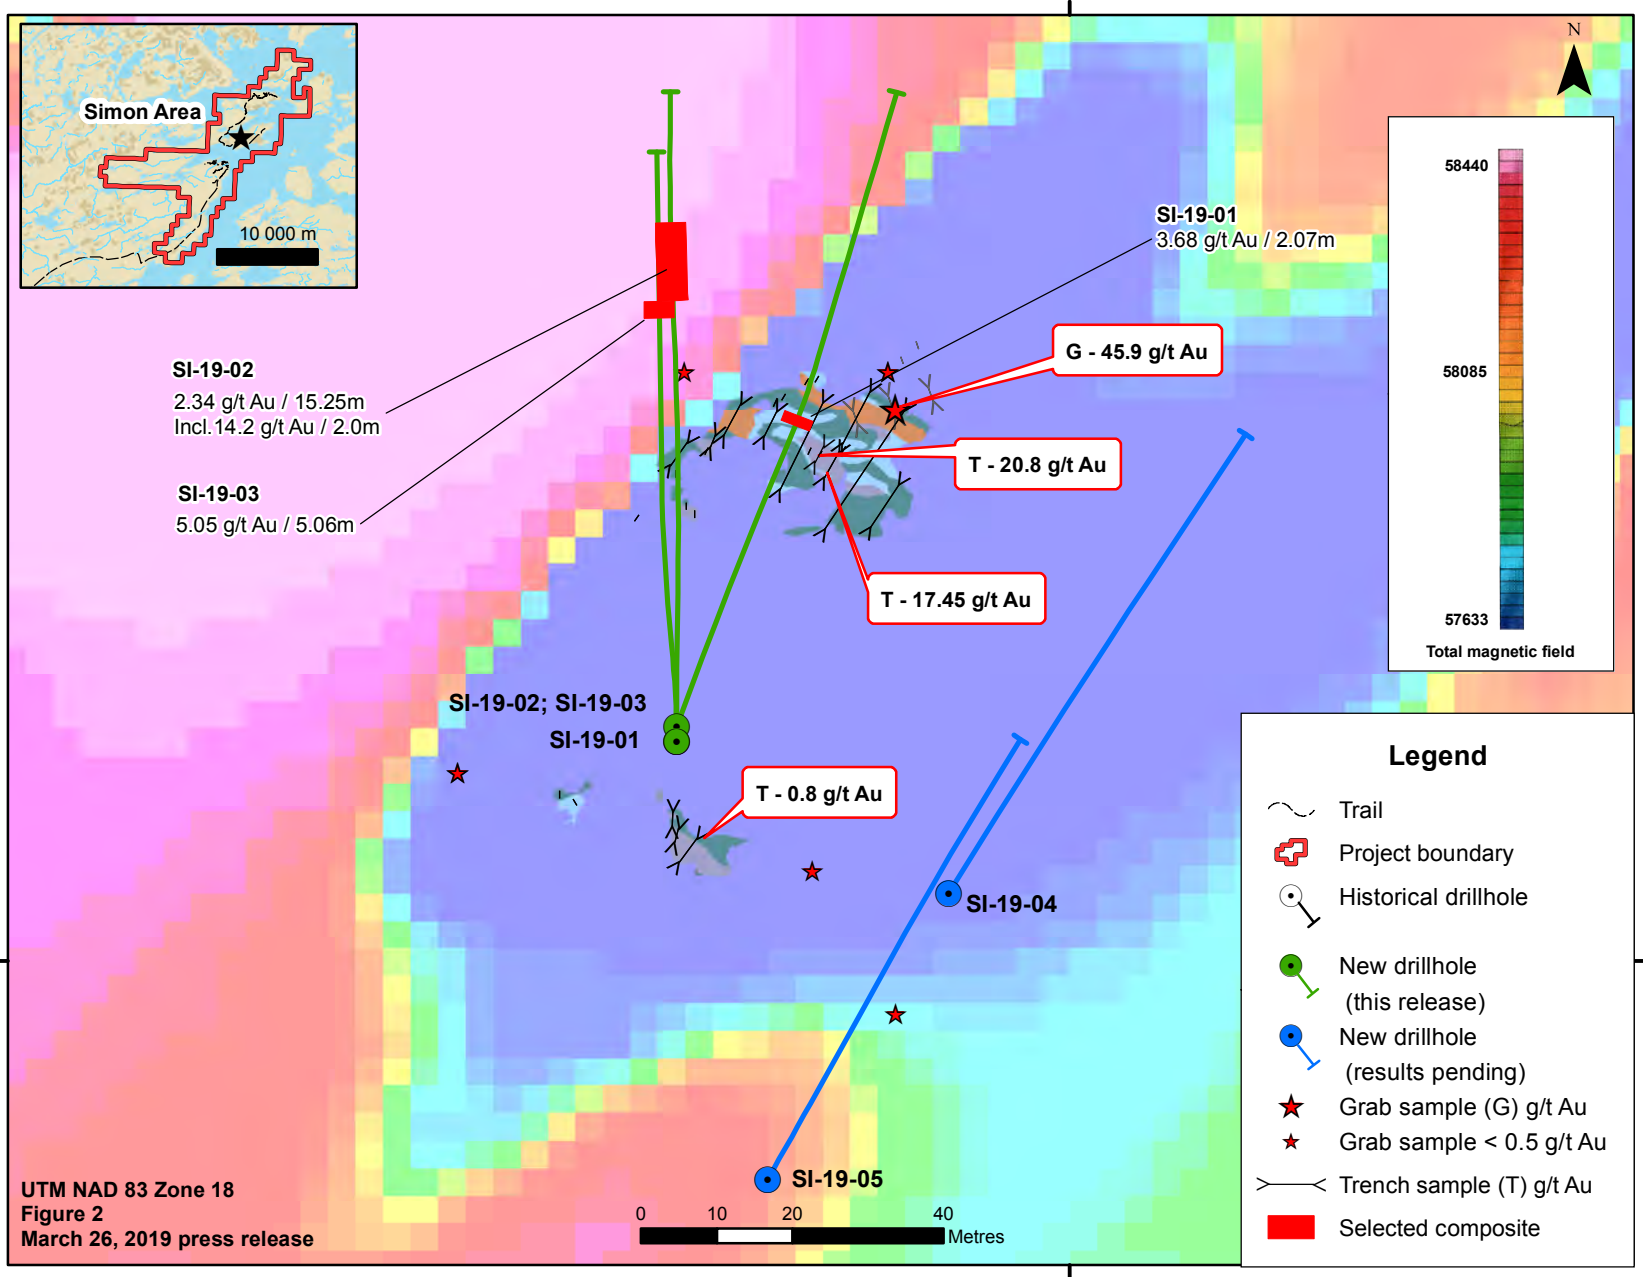 N
Simon Area
10 000 m
58440
58085
57633
Total magnetic field
SI-19-01
3.68 g/t Au / 2.07m
G - 45.9 g/t Au
SI-19-02
2.34 g/t Au / 15.25m
Incl.14.2 g/t Au / 2.0m
T - 20.8 g/t Au
SI-19-03
5.05 g/t Au / 5.06m
T - 17.45 g/t Au
SI-19-02; SI-19-03
SI-19-01
T - 0.8 g/t Au
SI-19-04
SI-19-05
Legend
Trail
Project boundary
Historical drillhole
New drillhole
(this release)
New drillhole
(results pending)
Grab sample (G) g/t Au
Grab sample < 0.5 g/t Au
Trench sample (T) g/t Au
Selected composite
UTM NAD 83 Zone 18
Figure 2
March 26, 2019 press release
0 10 20 40
Metres